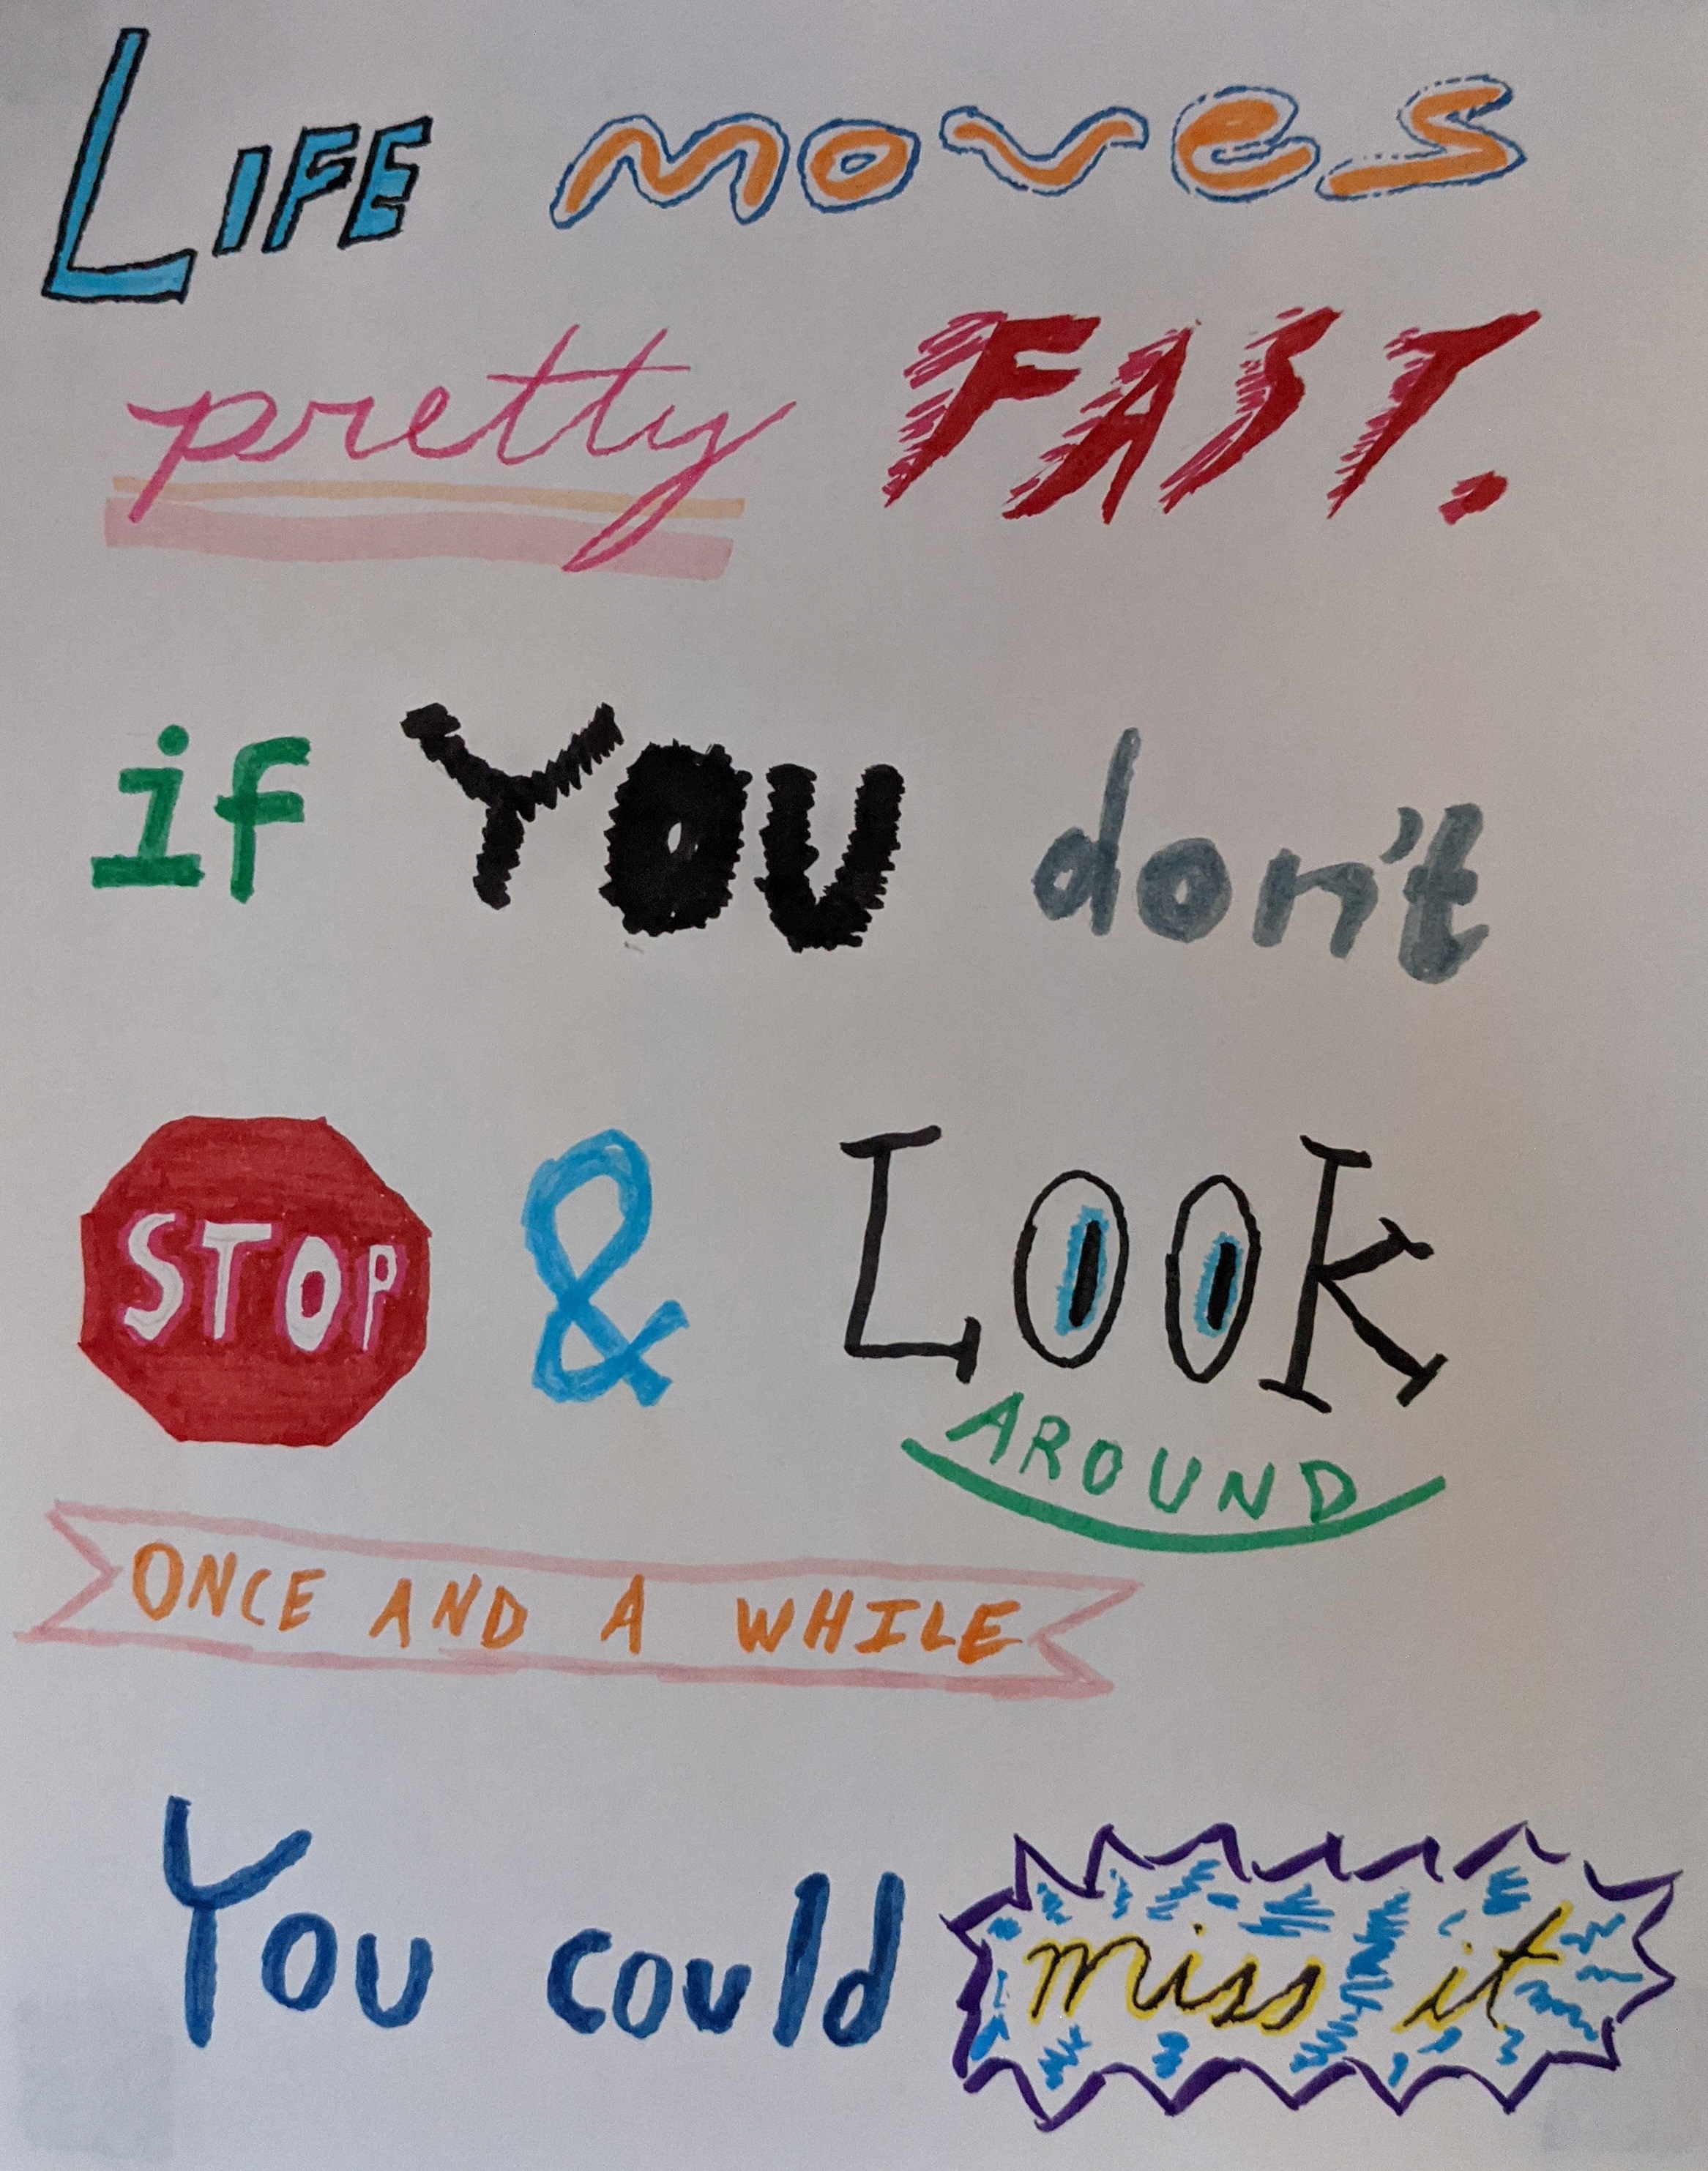 LIFE moves
pretty FAST.
if YOU don't
STOP & Look
AROUND
ONCE AND A WHILE
You could miss it